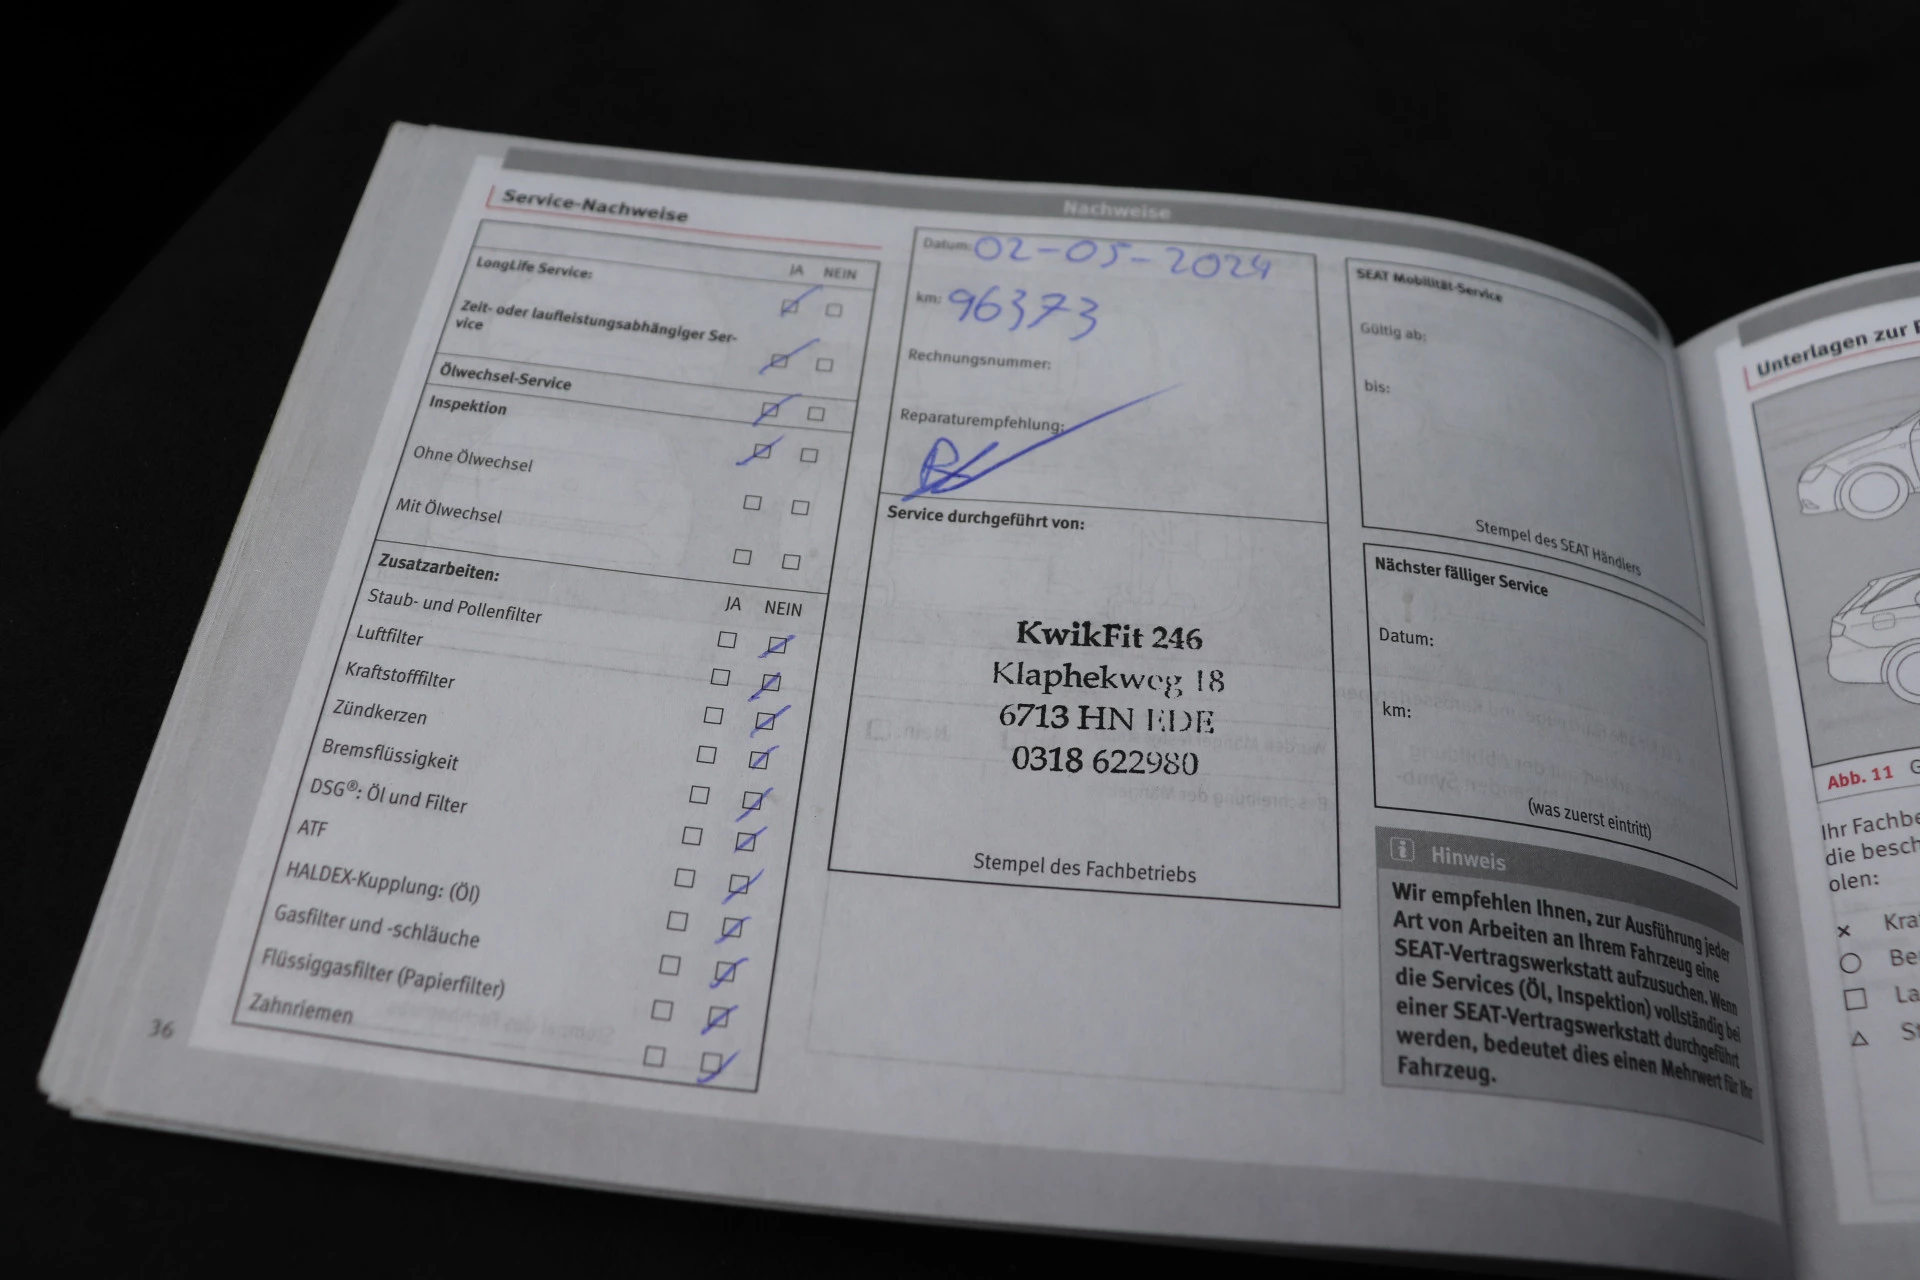 Nachweise
Service-Nachweise
JA NEIN
LongLife Service:
Zeit- oder laufleistungsabhängiger Ser-
vice
Ölwechsel-Service
Inspektion
Ohne Ölwechsel
Mit Ölwechsel
Zusatzarbeiten:
JA NEIN
Staub- und Pollenfilter
Luftfilter
Kraftstofffilter
Zündkerzen
Bremsflüssigkeit
DSG®: Öl und Filter
ATF
HALDEX-Kupplung: (Öl)
Gasfilter und -schläuche
Flüssiggasfilter (Papierfilter)
Zahnriemen
36
Datum: 02-05-2024
km: 96373
Rechnungsnummer:
Reparaturempfehlung:
Service durchgeführt von:
KwikFit 246
Klaphekweg 18
6713 HN EDE
0318 622980
Stempel des Fachbetriebs
SEAT Mobilität-Service
Gültig ab:
bis:
Stempel des SEAT Händlers
Nächster fälliger Service
Datum:
km:
(was zuerst eintritt)
Hinweis
Wir empfehlen Ihnen, zur Ausführung jeder
Art von Arbeiten an Ihrem Fahrzeug eine
SEAT-Vertragswerkstatt aufzusuchen. Wenn
die Services (Öl, Inspektion) vollständig bei
einer SEAT-Vertragswerkstatt durchgeführt
werden, bedeutet dies einen Mehrwert für Ihr
Fahrzeug.
Unterlagen zur
Abb. 11
Ihr Fachbe
die besch
olen:
Kra
Be
La